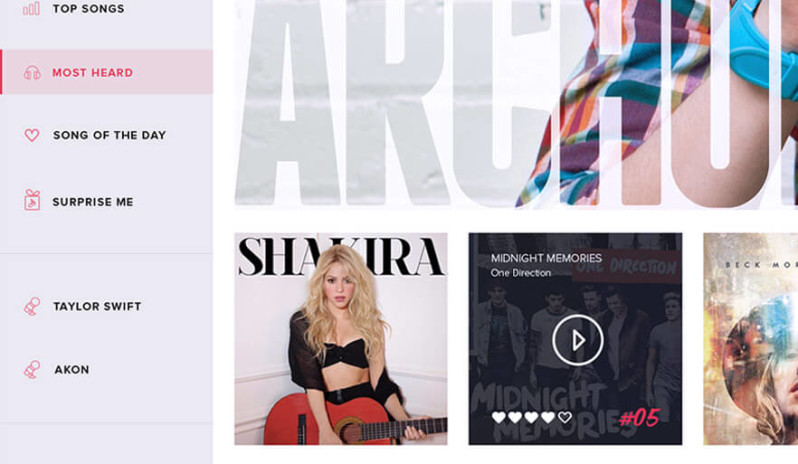 TOP SONGS
MOST HEARD
SONG OF THE DAY
SURPRISE ME
TAYLOR SWIFT
AKON
ARCHU
SHAKIRA
MIDNIGHT MEMORIES
One Direction
ONE DIRECTION
MIDNIGHT
MEMORIES
#05
BECK MOR